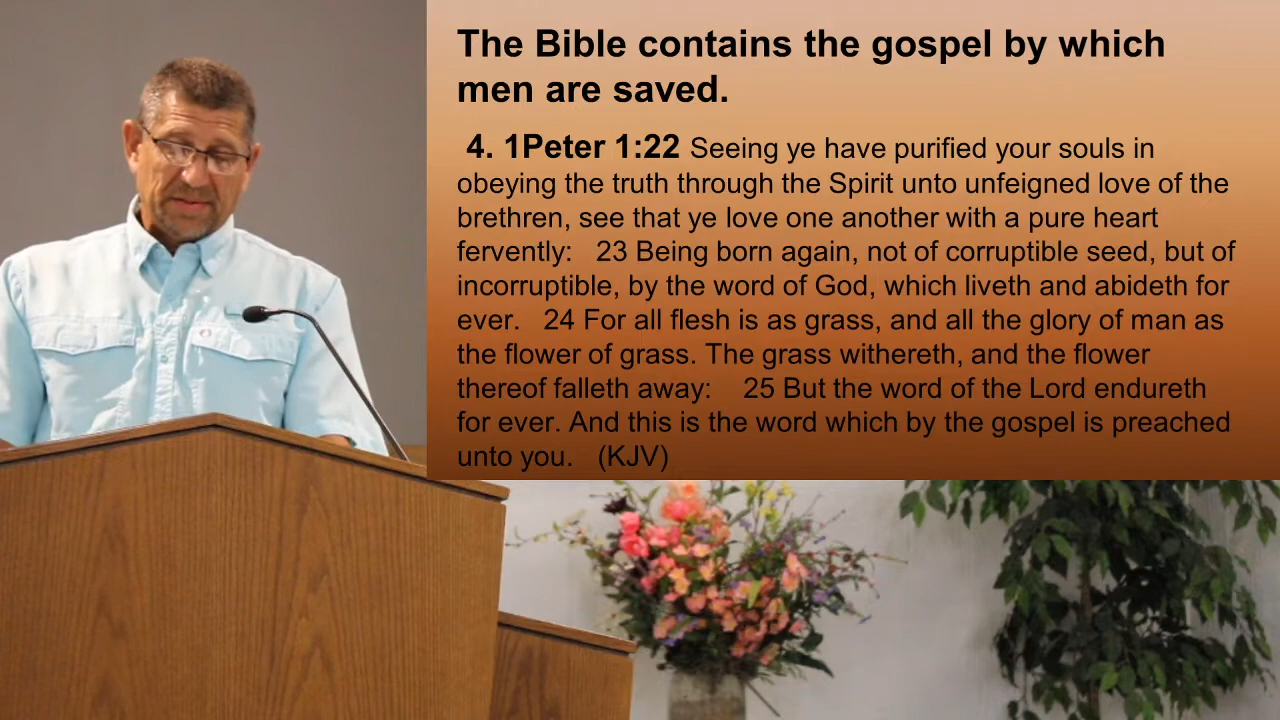 The Bible contains the gospel by which
men are saved.
4. 1Peter 1:22 Seeing ye have purified your souls in
obeying the truth through the Spirit unto unfeigned love of the
brethren, see that ye love one another with a pure heart
fervently: 23 Being born again, not of corruptible seed, but of
incorruptible, by the word of God, which liveth and abideth for
ever. 24 For all flesh is as grass, and all the glory of man as
the flower of grass. The grass withereth, and the flower
thereof falleth away: 25 But the word of the Lord endureth
for ever. And this is the word which by the gospel is preached
unto you. (KJV)